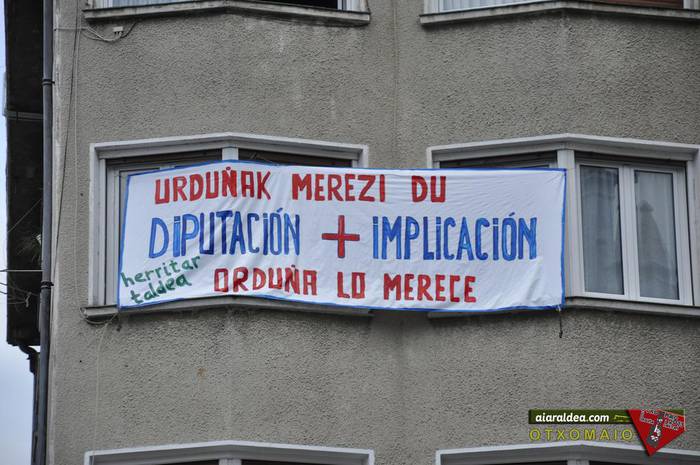 URDUÑAK MEREZI DU
DIPUTACIÓN + IMPLICACIÓN
herritar
taldea
ORDUÑA LO MERECE
aiaraldea.com
OTXOMAIO